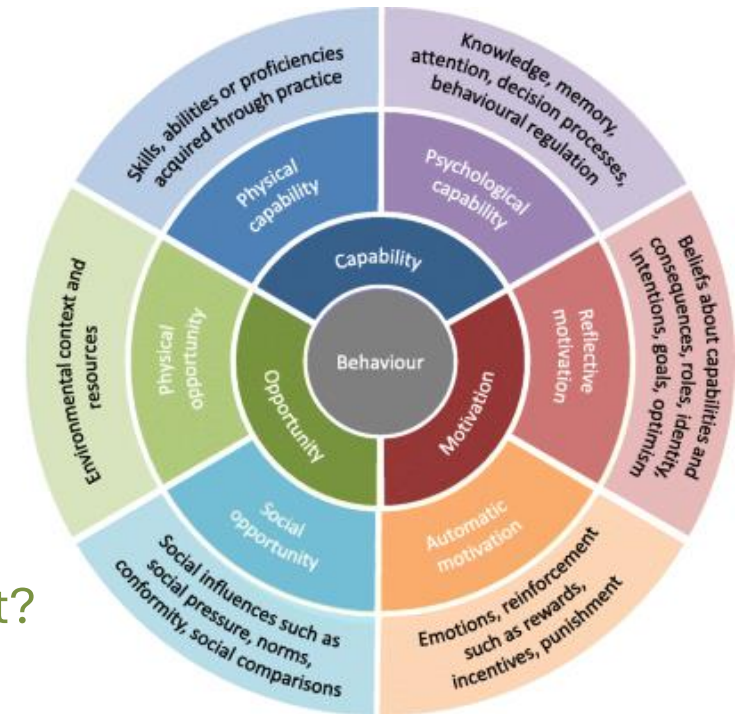 Skills, abilities or proficiencies
acquired through practice
Knowledge, memory,
attention, decision processes,
behavioural regulation
Physical
capability
Psychological
capability
Capability
Environmental context and
resources
Physical
opportunity
Opportunity
Behaviour
Motivation
Reflective
motivation
Beliefs about capabilities and
consequences, roles, identity,
intentions, goals, optimism
Social
opportunity
Automatic
motivation
Social influences such as
social pressure, norms,
conformity, social comparisons
Emotions, reinforcement
such as rewards,
incentives, punishment